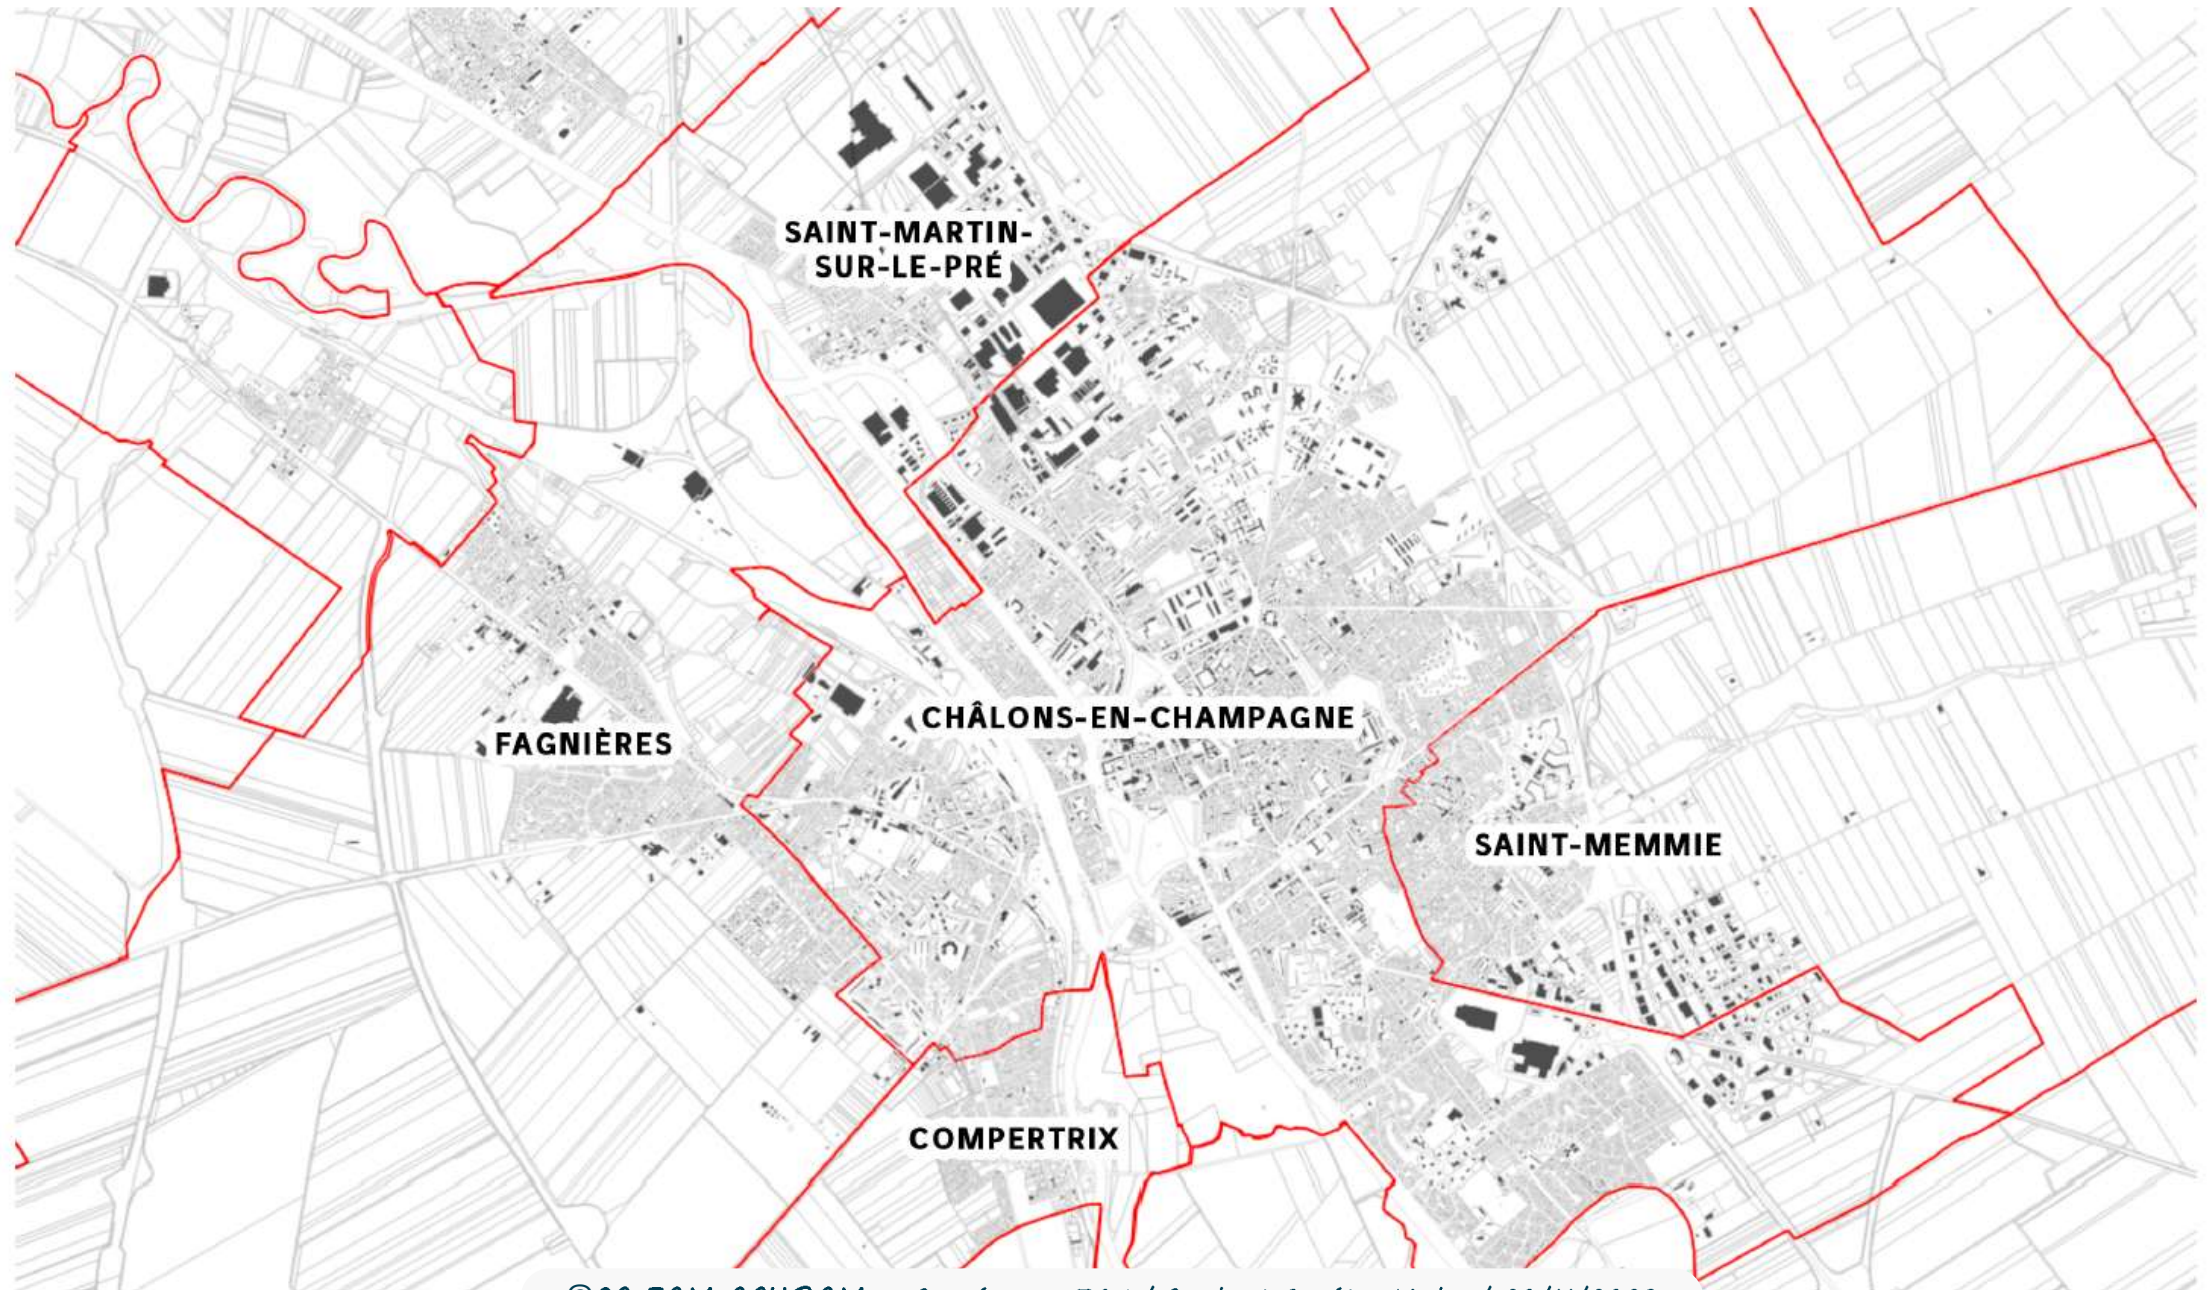 SAINT-MARTIN-
SUR-LE-PRÉ
CHÂLONS-EN-CHAMPAGNE
FAGNIÈRES
SAINT-MEMMIE
COMPERTRIX